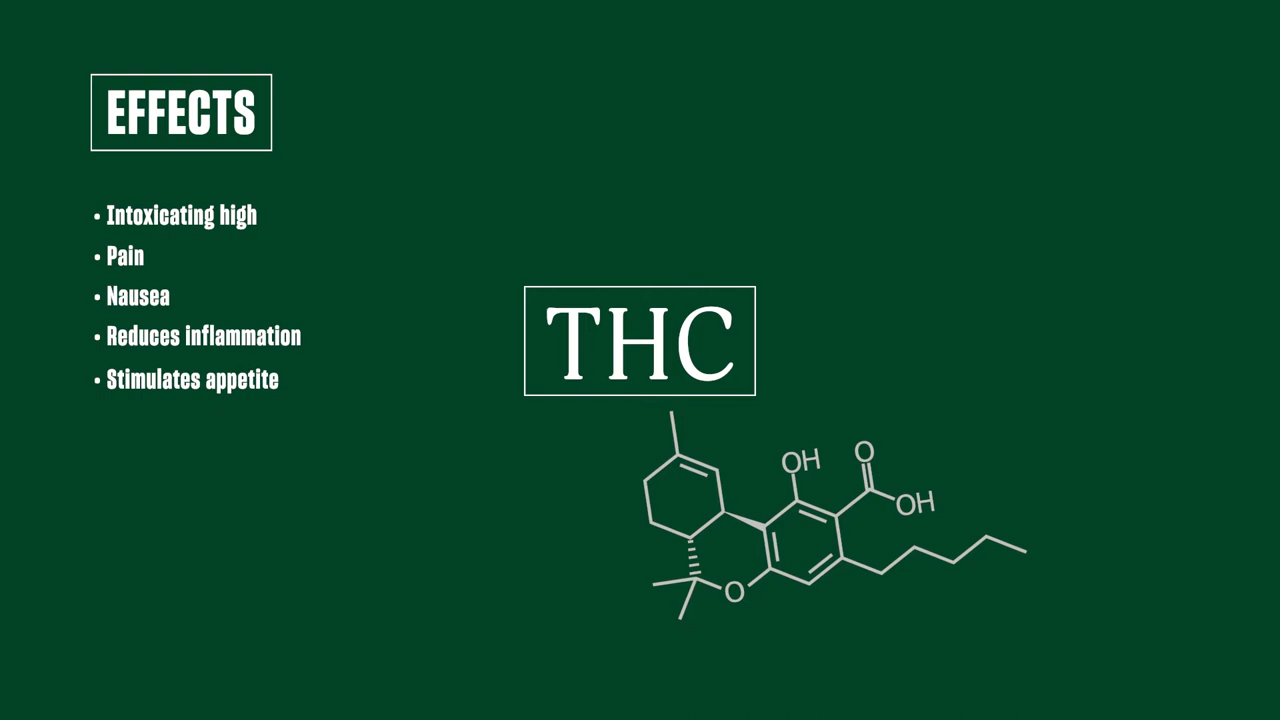 EFFECTS
• Intoxicating high
• Pain
• Nausea
• Reduces inflammation
• Stimulates appetite
THC
OH
O
OH
O